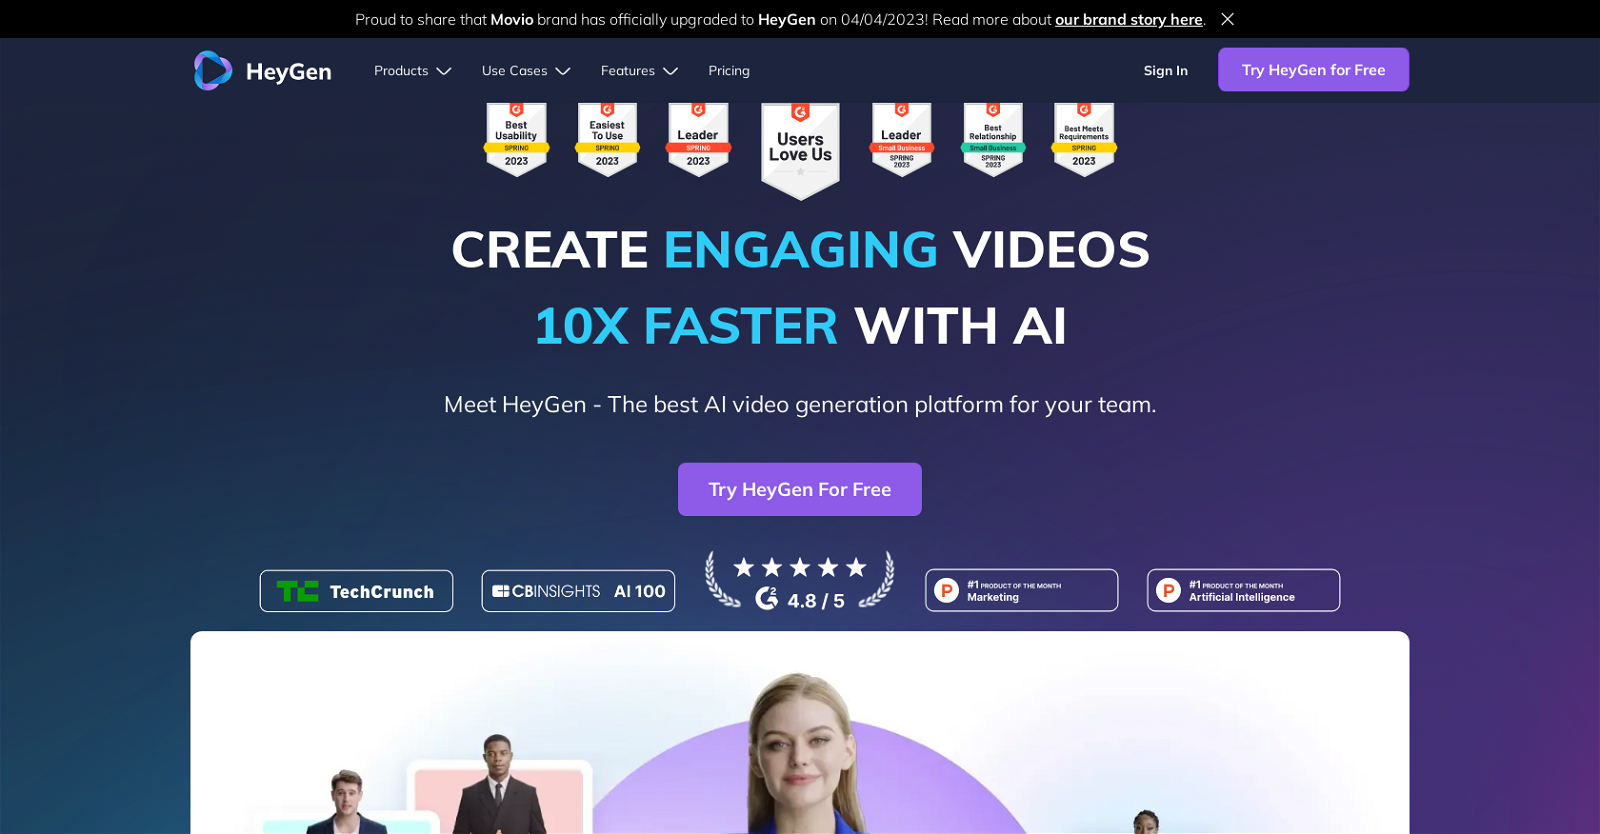 Proud to share that Movio brand has officially upgraded to HeyGen on 04/04/2023! Read more about our brand story here.
HeyGen
Products
Use Cases
Features
Pricing
Sign In
Try HeyGen for Free
Best
Usability
SPRING
2023
Easiest
To Use
SPRING
2023
Leader
SPRING
2023
Users
Love Us
Leader
Small Business
SPRING
2023
Best
Relationship
Small Business
SPRING
2023
Best Meets
Requirements
SPRING
2023
CREATE ENGAGING VIDEOS
10X FASTER WITH AI
Meet HeyGen - The best AI video generation platform for your team.
Try HeyGen For Free
TC TechCrunch
CBINSIGHTS AI 100
G2 4.8 / 5
P #1 PRODUCT OF THE MONTH
Marketing
P #1 PRODUCT OF THE MONTH
Artificial Intelligence